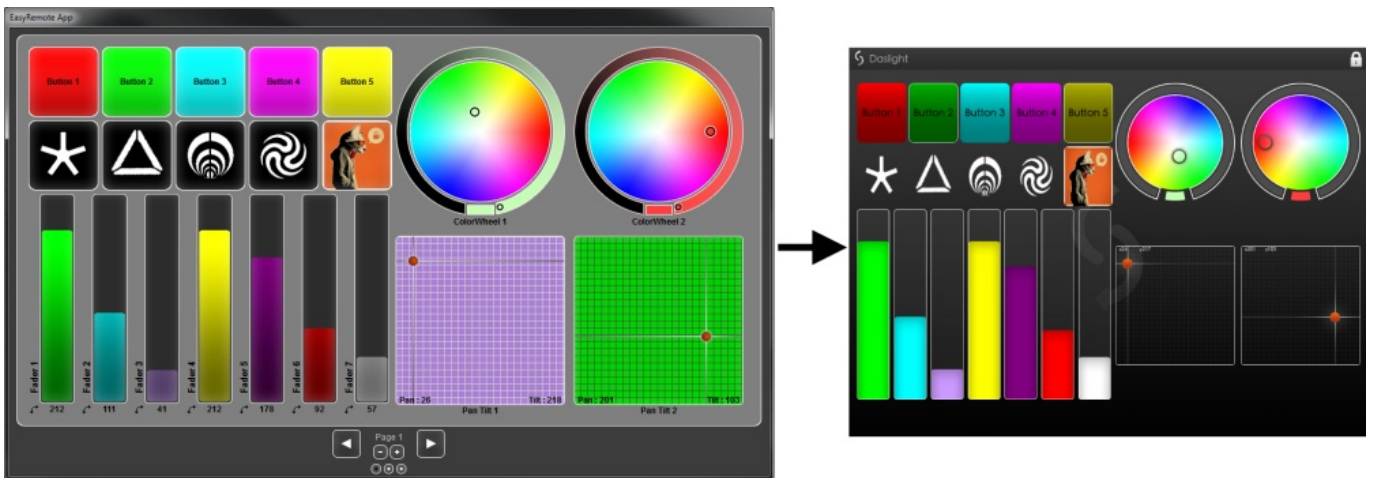 EasyRemote App
Button 1 Button 2 Button 3 Button 4 Button 5
ColorWheel 1 ColorWheel 2
Fader 1 Fader 2 Fader 3 Fader 4 Fader 5 Fader 6 Fader 7
212 111 41 212 178 92 57
Pan : 26 Tilt : 218 Pan : 201 Tilt : 103
Pan Tilt 1 Pan Tilt 2
Page 1
Daslight
Button 1 Button 2 Button 3 Button 4 Button 5